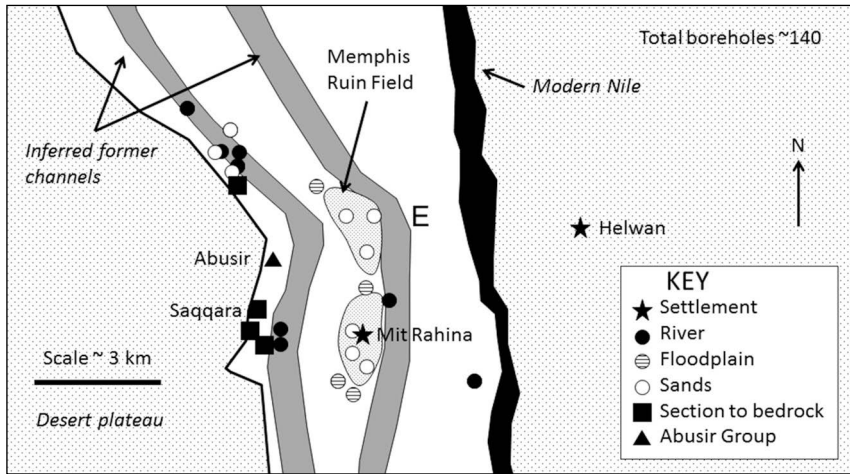 Total boreholes ~140
Memphis
Ruin Field
Modern Nile
Inferred former
channels
N
E
Helwan
Abusir
Saqqara
Mit Rahina
Scale ~ 3 km
Desert plateau
KEY
Settlement
River
Floodplain
Sands
Section to bedrock
Abusir Group